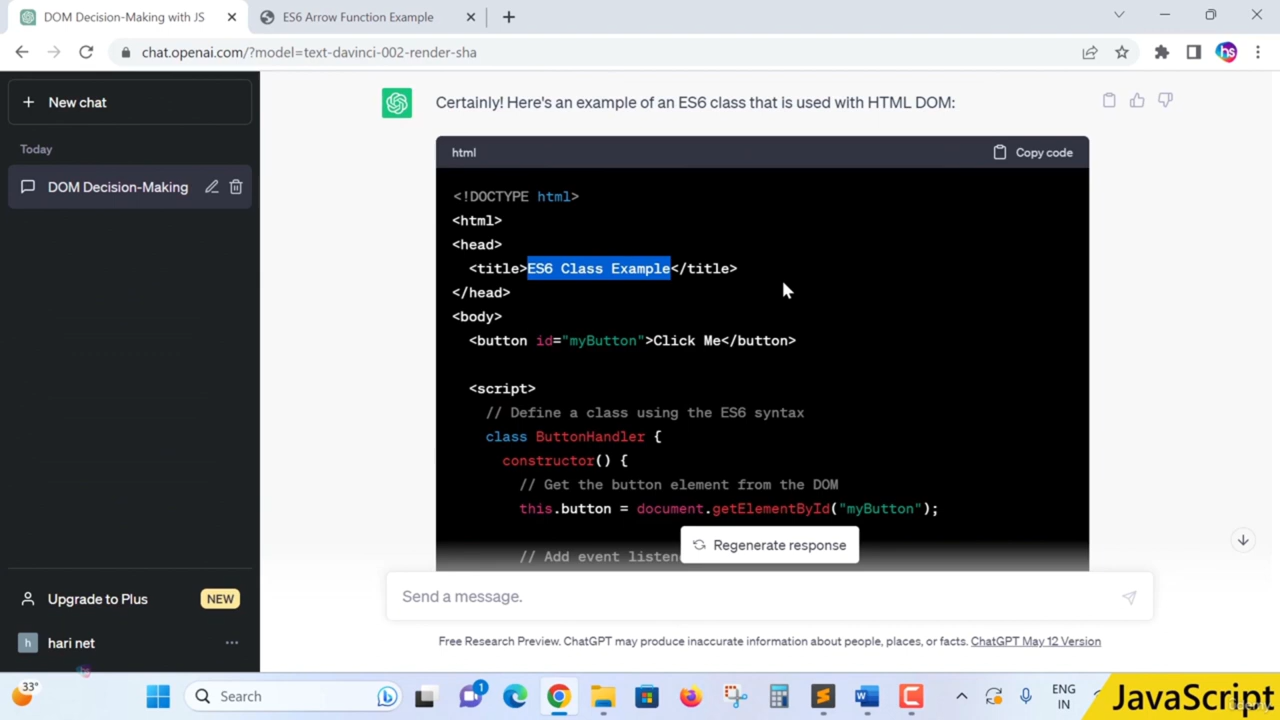 DOM Decision-Making with JS
ES6 Arrow Function Example
chat.openai.com/?model=text-davinci-002-render-sha
hs
New chat
Today
DOM Decision-Making
Certainly! Here's an example of an ES6 class that is used with HTML DOM:
html
Copy code
<!DOCTYPE html>
<html>
<head>
<title>ES6 Class Example</title>
</head>
<body>
<button id="myButton">Click Me</button>
<script>
// Define a class using the ES6 syntax
class ButtonHandler {
constructor() {
// Get the button element from the DOM
this.button = document.getElementById("myButton");
// Add event listen
Regenerate response
Send a message.
Free Research Preview. ChatGPT may produce inaccurate information about people, places, or facts. ChatGPT May 12 Version
Upgrade to Plus
NEW
h
hari net
33°
Search
1
ENG
IN
JavaScript